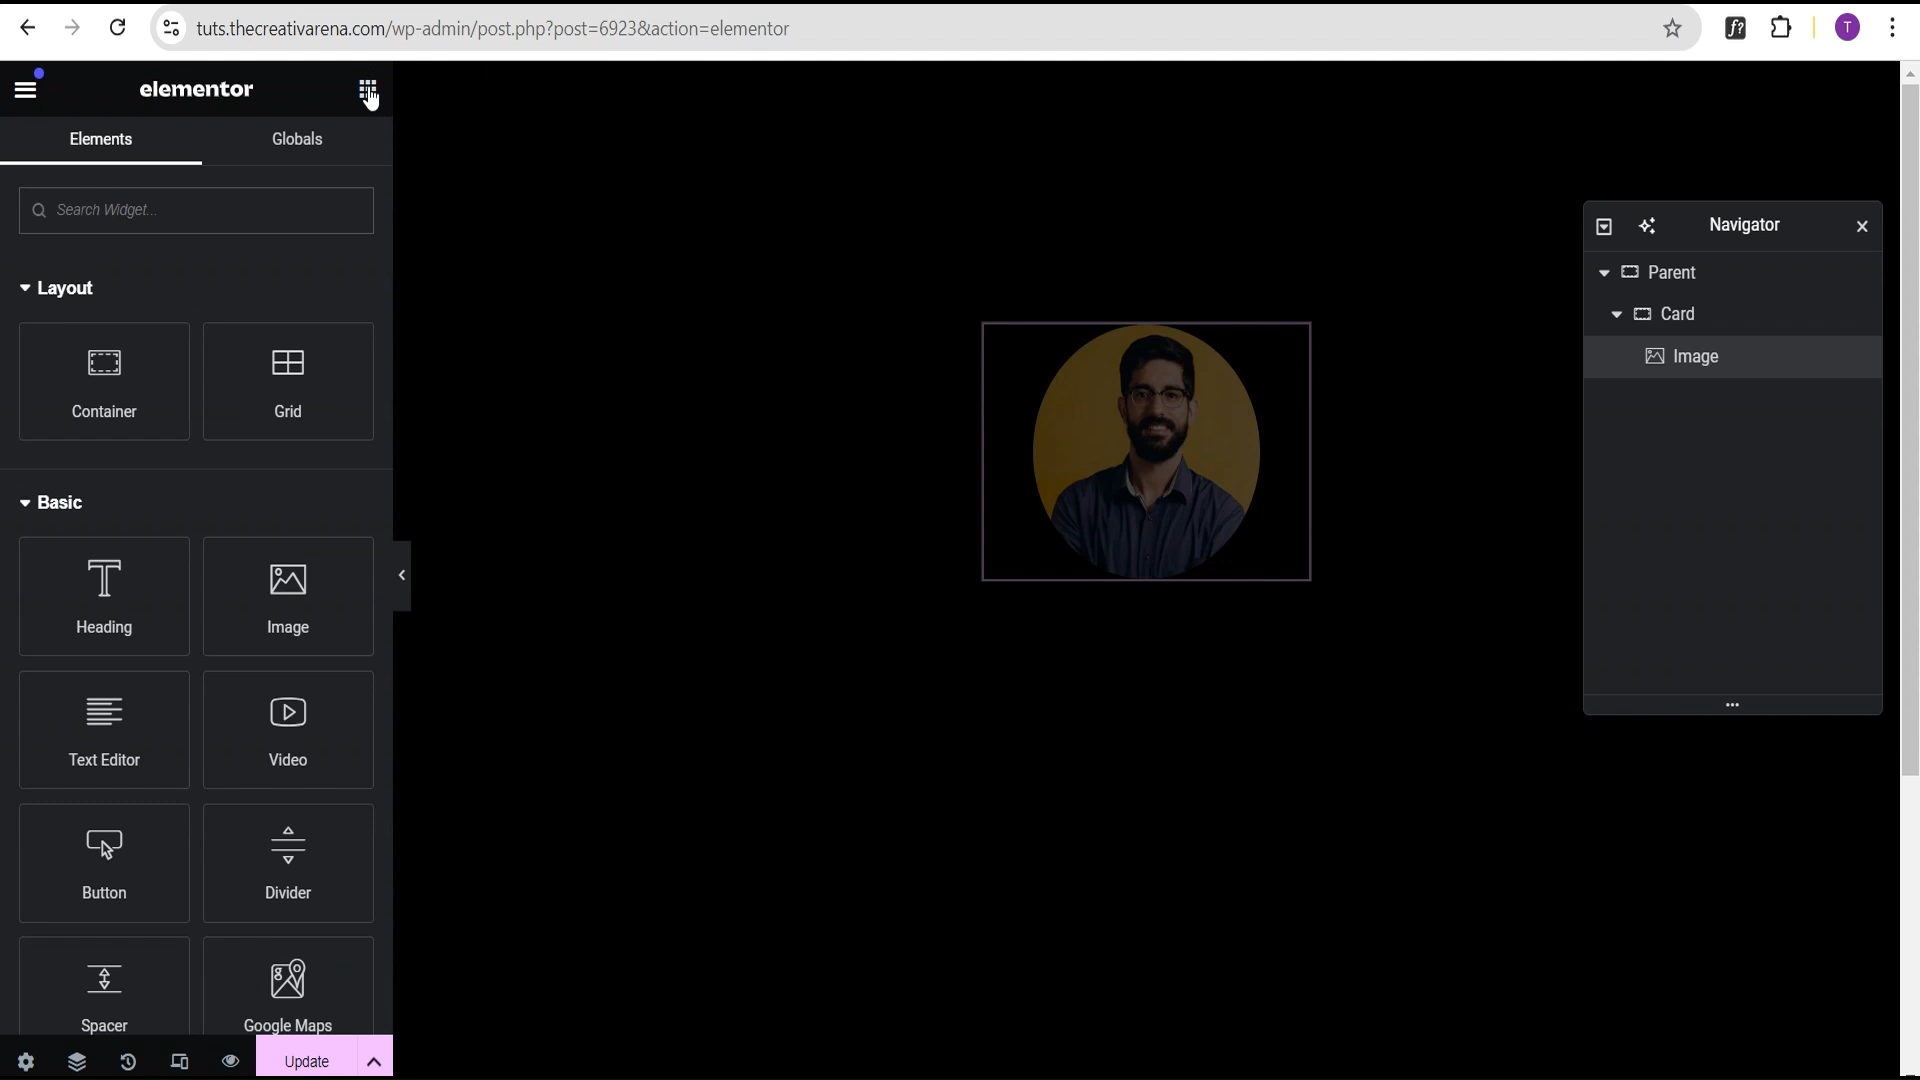 tuts.thecreativarena.com/wp-admin/post.php?post=6923&action=elementor
f?
T
elementor
Elements
Globals
Search Widget...
Layout
Container
Grid
Basic
Heading
Image
Text Editor
Video
Button
Divider
Spacer
Google Maps
Update
Navigator
Parent
Card
Image